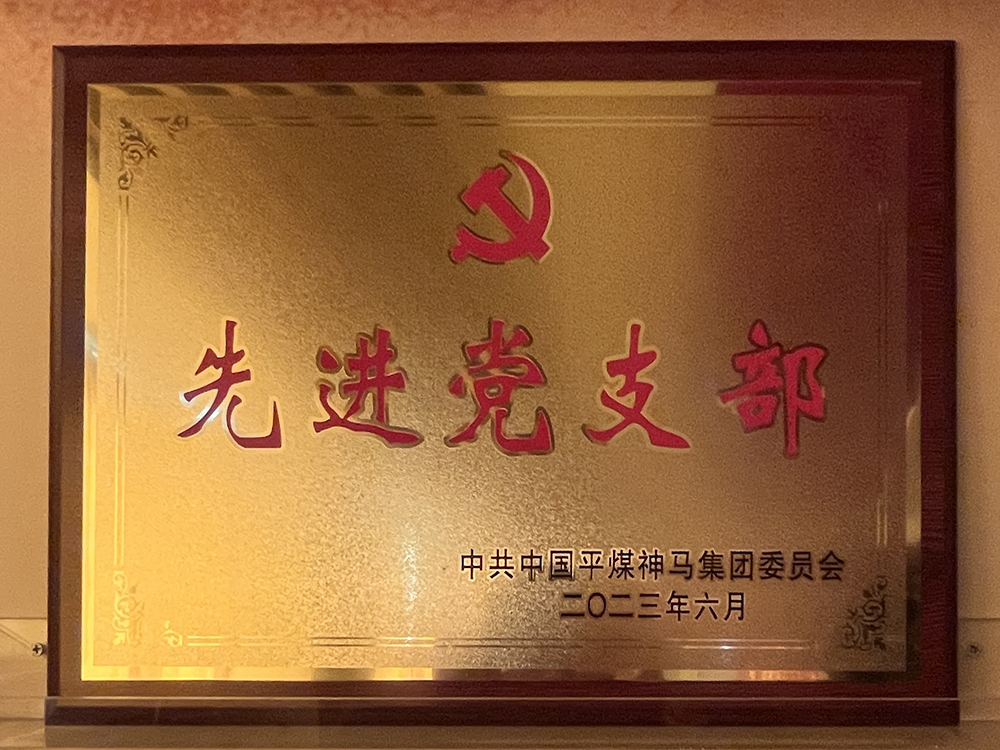 先进党支部
中共中国平煤神马集团委员会
二〇二三年六月